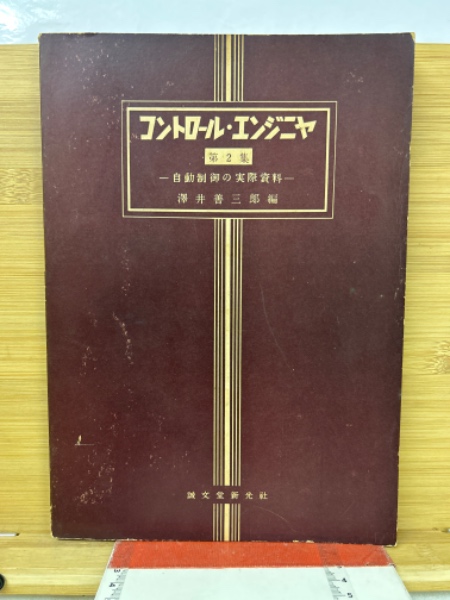 コントロール・エンジニヤ
第2集
―自動制御の実際資料―
澤井善三郎編
誠文堂新光社